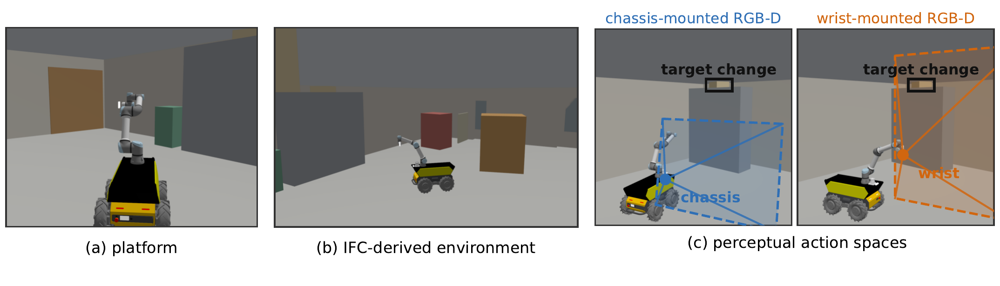 chassis-mounted RGB-D
wrist-mounted RGB-D
target change
target change
chassis
wrist
(a) platform
(b) IFC-derived environment
(c) perceptual action spaces